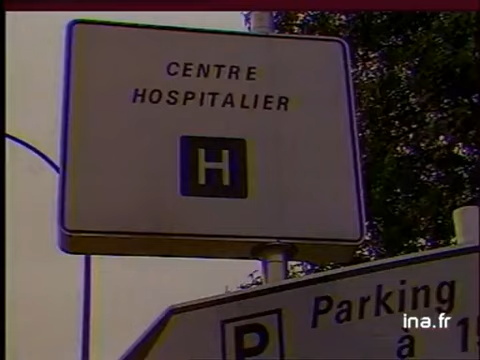 CENTRE
HOSPITALIER
H
Parking
P
à
ina.fr